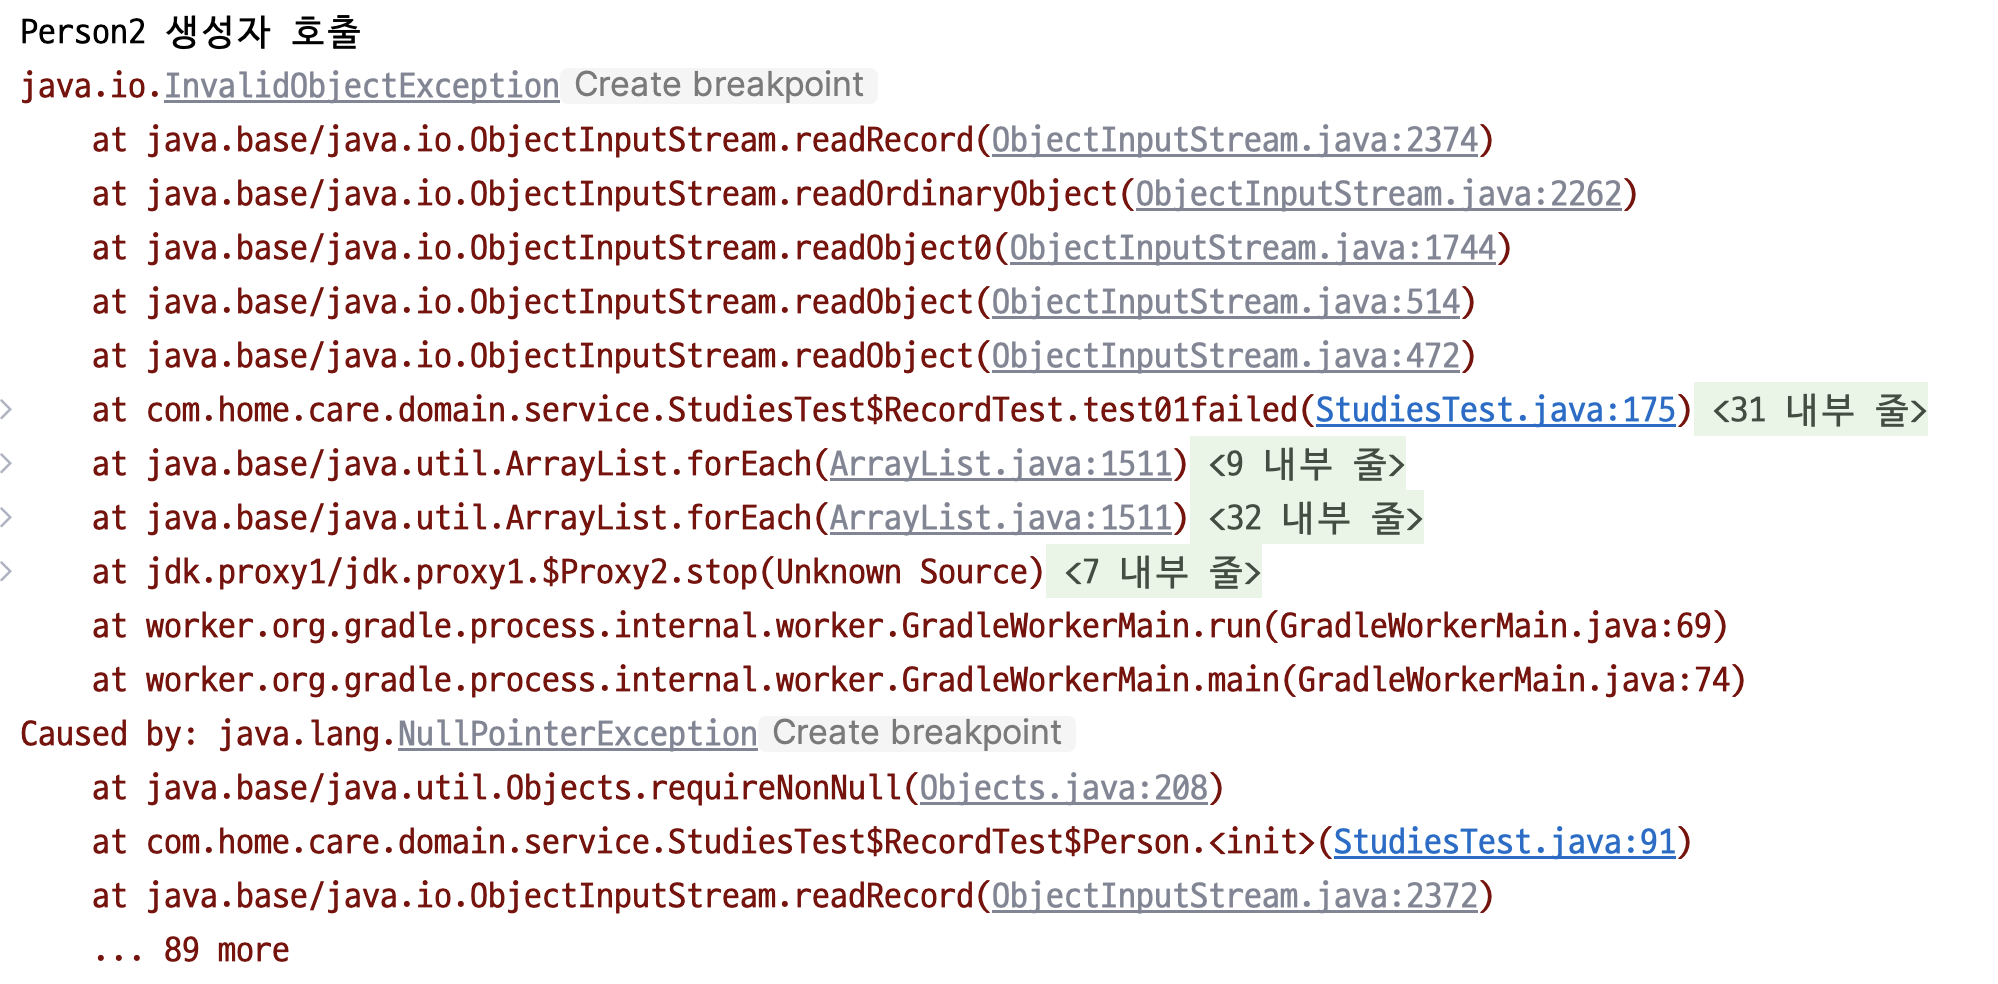 Person2 생성자 호출
java.io.InvalidObjectException Create breakpoint
at java.base/java.io.ObjectInputStream.readRecord(ObjectInputStream.java:2374)
at java.base/java.io.ObjectInputStream.readOrdinaryObject(ObjectInputStream.java:2262)
at java.base/java.io.ObjectInputStream.readObject0(ObjectInputStream.java:1744)
at java.base/java.io.ObjectInputStream.readObject(ObjectInputStream.java:514)
at java.base/java.io.ObjectInputStream.readObject(ObjectInputStream.java:472)
at com.home.care.domain.service.StudiesTest$RecordTest.test01failed(StudiesTest.java:175) <31 내부 줄>
at java.base/java.util.ArrayList.forEach(ArrayList.java:1511) <9 내부 줄>
at java.base/java.util.ArrayList.forEach(ArrayList.java:1511) <32 내부 줄>
at jdk.proxy1/jdk.proxy1.$Proxy2.stop(Unknown Source) <7 내부 줄>
at worker.org.gradle.process.internal.worker.GradleWorkerMain.run(GradleWorkerMain.java:69)
at worker.org.gradle.process.internal.worker.GradleWorkerMain.main(GradleWorkerMain.java:74)
Caused by: java.lang.NullPointerException Create breakpoint
at java.base/java.util.Objects.requireNonNull(Objects.java:208)
at com.home.care.domain.service.StudiesTest$RecordTest$Person.<init>(StudiesTest.java:91)
at java.base/java.io.ObjectInputStream.readRecord(ObjectInputStream.java:2372)
... 89 more